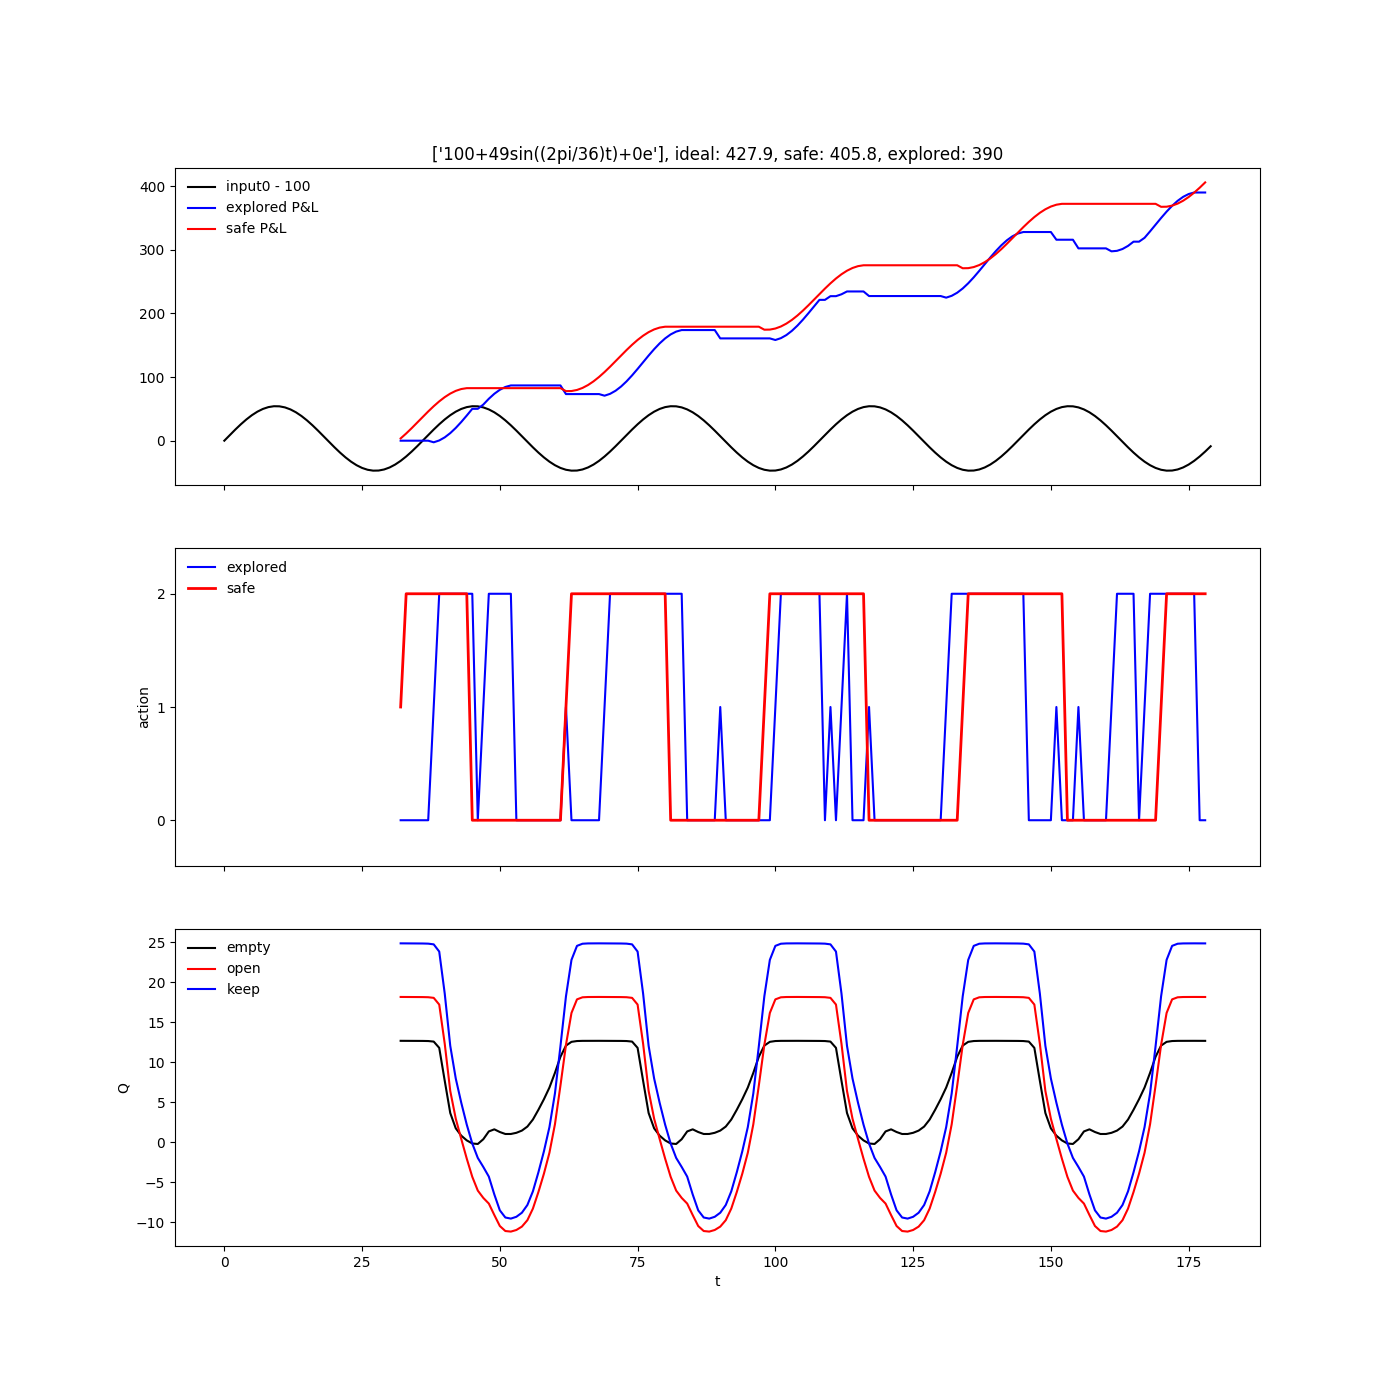 ['100+49sin((2pi/36)t)+0e'], ideal: 427.9, safe: 405.8, explored: 390
400
300
200
100
0
input0 - 100
explored P&L
safe P&L
explored
safe
2
1
0
action
empty
open
keep
25
20
15
10
5
0
−5
−10
Q
0 25 50 75 100 125 150 175
t